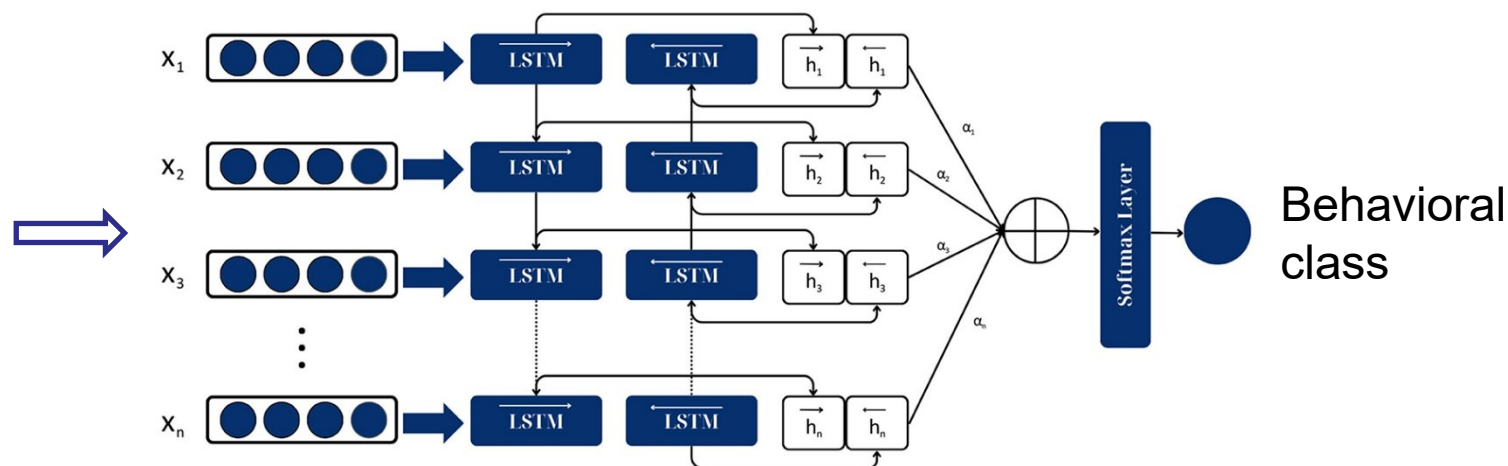 x₁ LSTM LSTM h₁ h₁
α₁
x₂ LSTM LSTM h₂ h₂
α₂
x₃ LSTM LSTM h₃ h₃
α₃
αₙ
xₙ LSTM LSTM hₙ hₙ
Softmax Layer
Behavioral
class